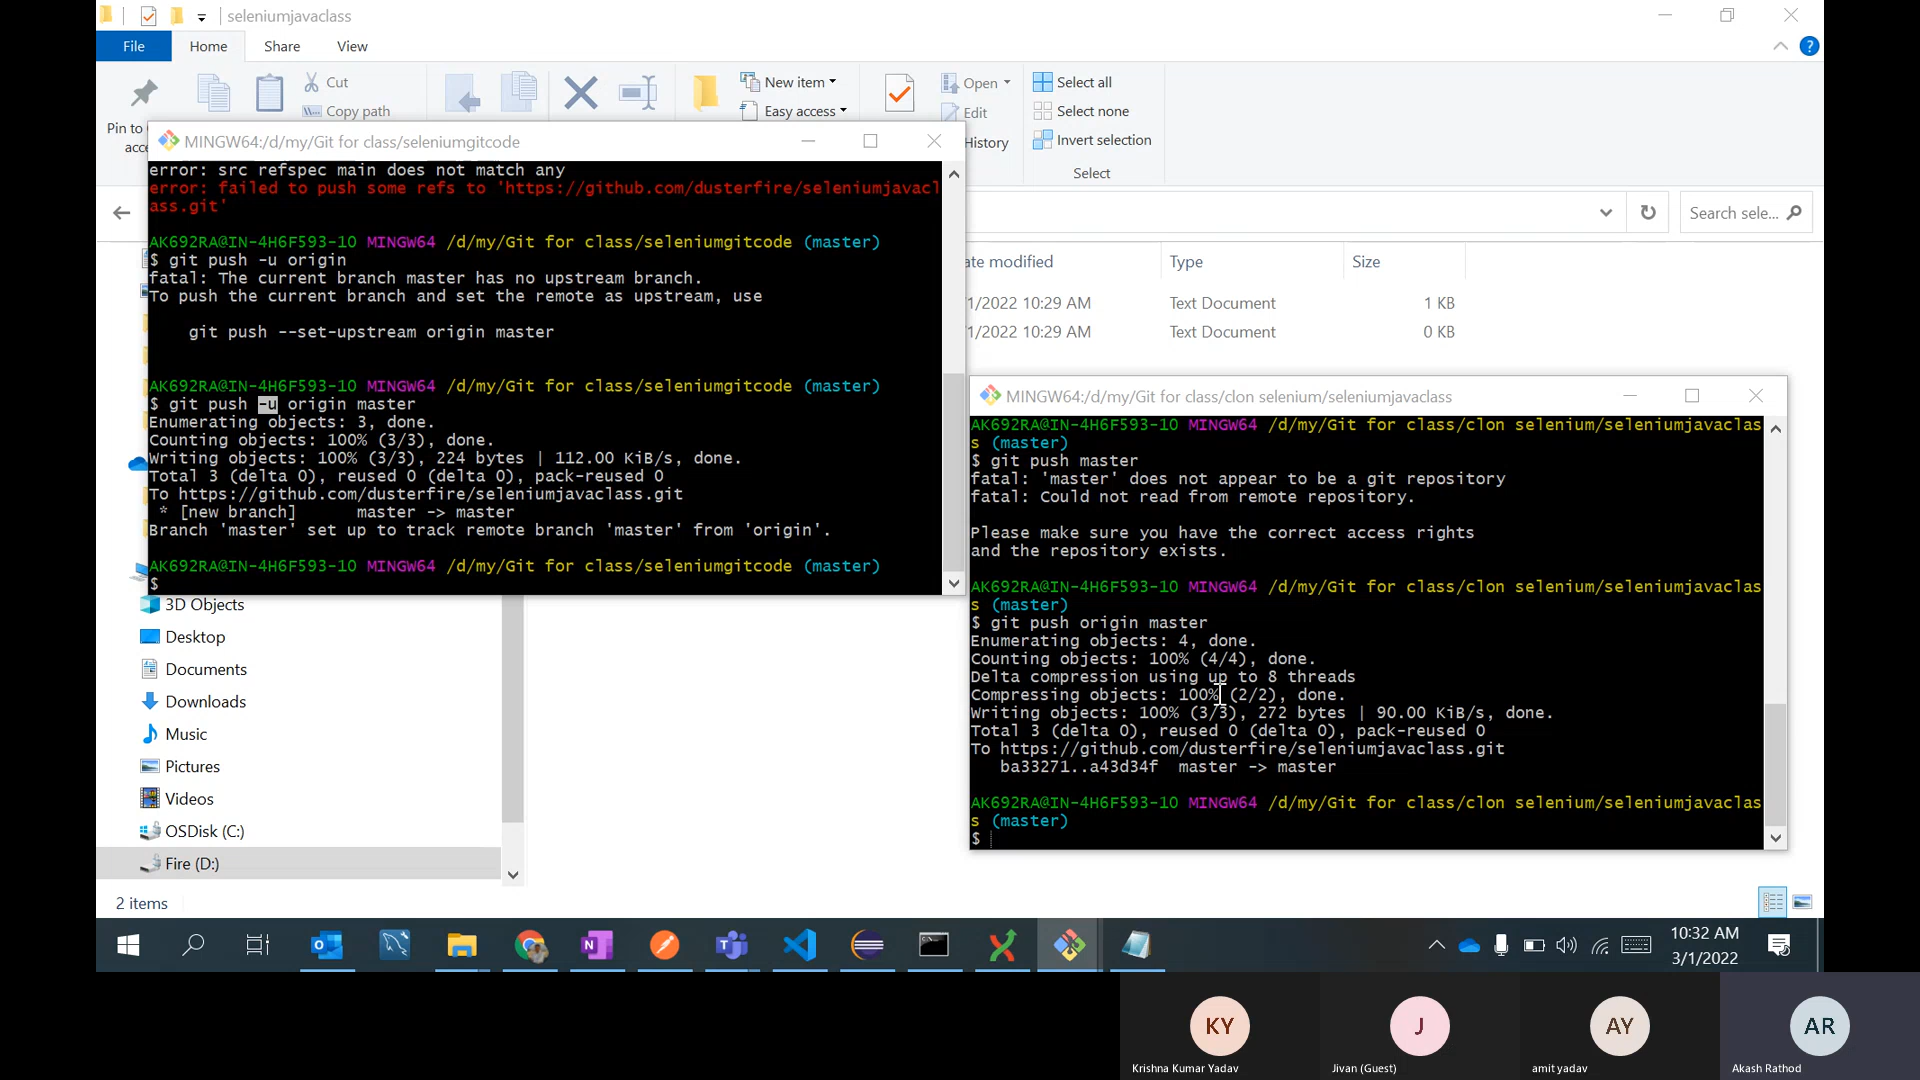 seleniumjavaclass
File
Home
Share
View
?
Pin to
acce
Cut
Copy path
New item
Easy access
Open
Edit
History
Select all
Select none
Invert selection
Select
MINGW64:/d/my/Git for class/seleniumgitcode
error: src refspec main does not match any
error: failed to push some refs to 'https://github.com/dusterfire/seleniumjavacl
ass.git'
AK692RA@IN-4H6F593-10 MINGW64 /d/my/Git for class/seleniumgitcode (master)
$ git push -u origin
fatal: The current branch master has no upstream branch.
To push the current branch and set the remote as upstream, use
git push --set-upstream origin master
AK692RA@IN-4H6F593-10 MINGW64 /d/my/Git for class/seleniumgitcode (master)
$ git push -u origin master
Enumerating objects: 3, done.
Counting objects: 100% (3/3), done.
Writing objects: 100% (3/3), 224 bytes | 112.00 KiB/s, done.
Total 3 (delta 0), reused 0 (delta 0), pack-reused 0
To https://github.com/dusterfire/seleniumjavaclass.git
* [new branch]      master -> master
Branch 'master' set up to track remote branch 'master' from 'origin'.
AK692RA@IN-4H6F593-10 MINGW64 /d/my/Git for class/seleniumgitcode (master)
$
Search sele...
ate modified
Type
Size
1/2022 10:29 AM
Text Document
1 KB
1/2022 10:29 AM
Text Document
0 KB
MINGW64:/d/my/Git for class/clon selenium/seleniumjavaclass
AK692RA@IN-4H6F593-10 MINGW64 /d/my/Git for class/clon selenium/seleniumjavaclas
s (master)
$ git push master
fatal: 'master' does not appear to be a git repository
fatal: Could not read from remote repository.
Please make sure you have the correct access rights
and the repository exists.
AK692RA@IN-4H6F593-10 MINGW64 /d/my/Git for class/clon selenium/seleniumjavaclas
s (master)
$ git push origin master
Enumerating objects: 4, done.
Counting objects: 100% (4/4), done.
Delta compression using up to 8 threads
Compressing objects: 100% (2/2), done.
Writing objects: 100% (3/3), 272 bytes | 90.00 KiB/s, done.
Total 3 (delta 0), reused 0 (delta 0), pack-reused 0
To https://github.com/dusterfire/seleniumjavaclass.git
ba33271..a43d34f  master -> master
AK692RA@IN-4H6F593-10 MINGW64 /d/my/Git for class/clon selenium/seleniumjavaclas
s (master)
$
3D Objects
Desktop
Documents
Downloads
Music
Pictures
Videos
OSDisk (C:)
Fire (D:)
2 items
10:32 AM
3/1/2022
KY
J
AY
AR
Krishna Kumar Yadav
Jivan (Guest)
amit yadav
Akash Rathod